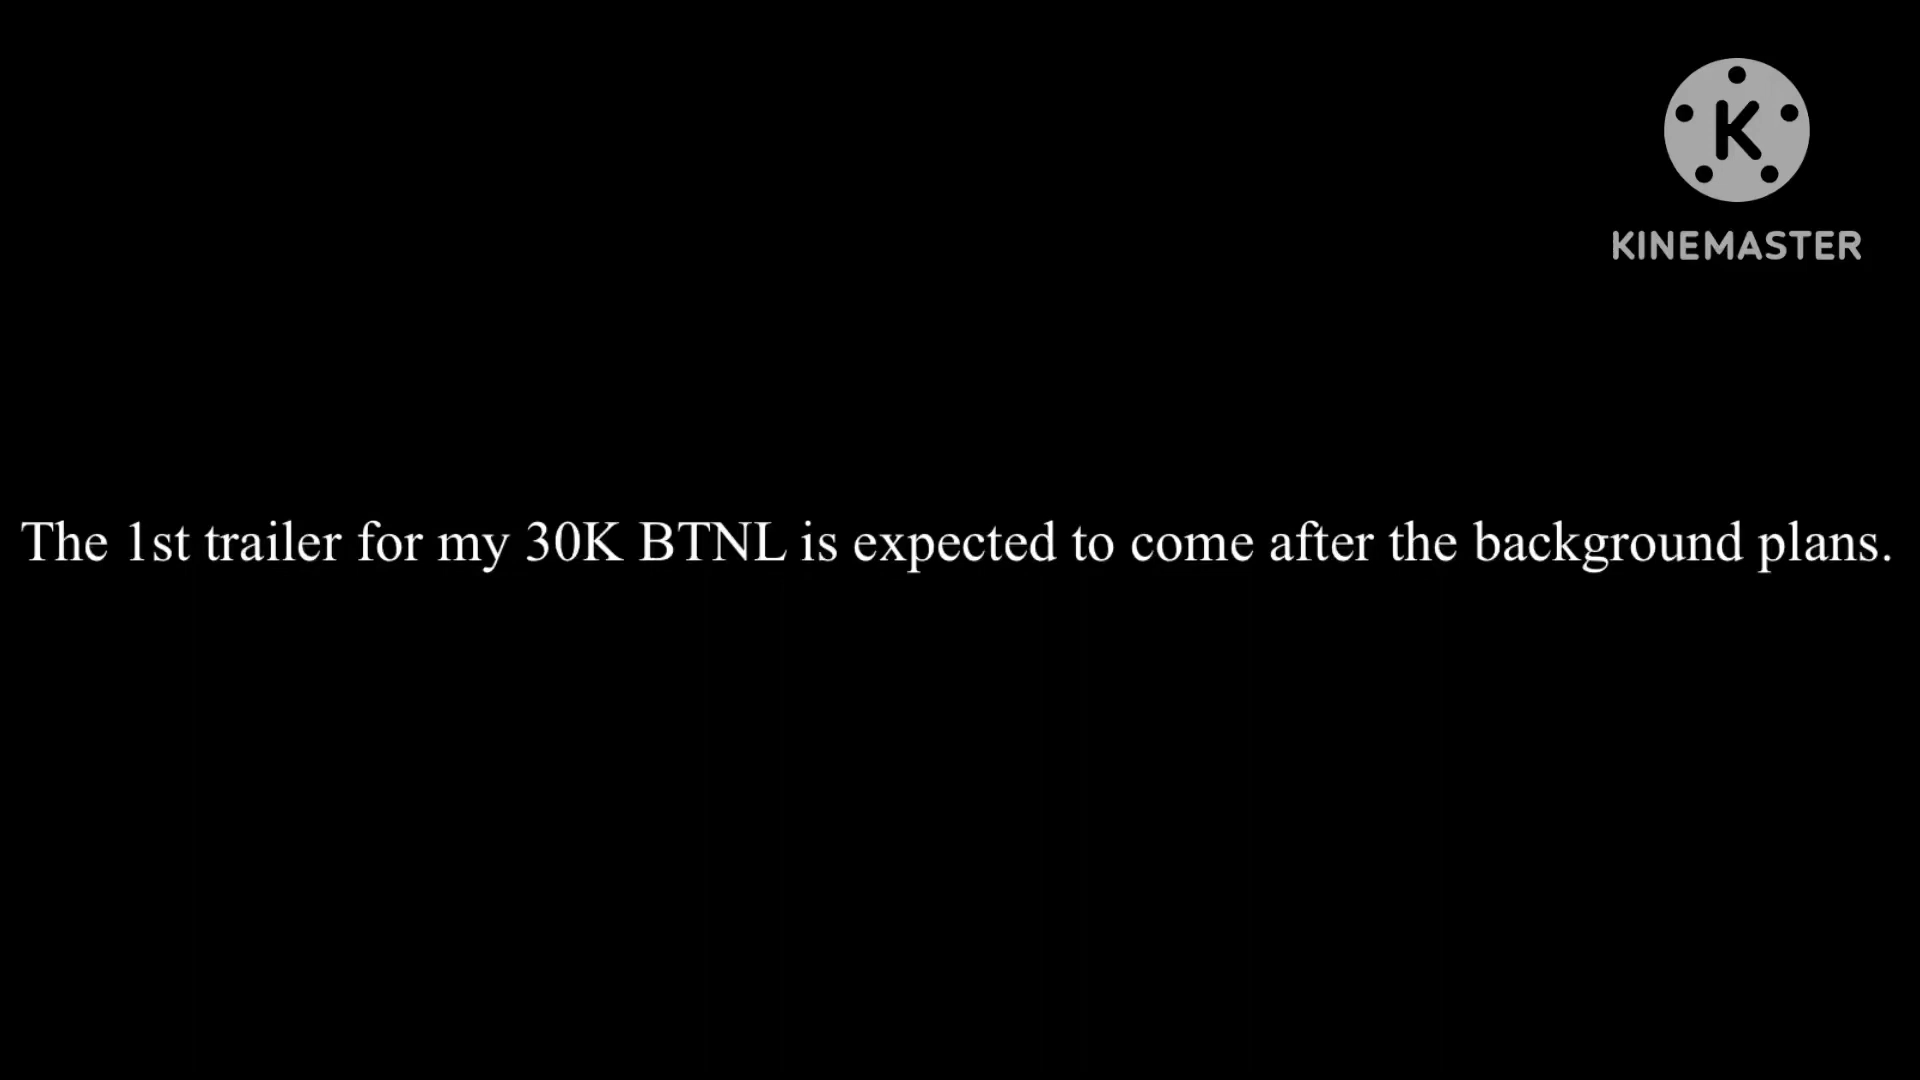 KINEMASTER
The 1st trailer for my 30K BTNL is expected to come after the background plans.